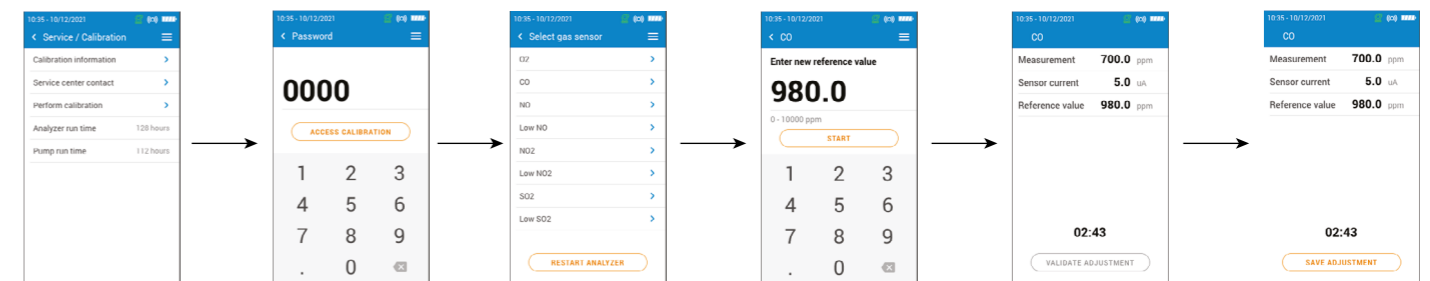 10:35 - 10/12/2021
Service / Calibration
Calibration information
Service center contact
Perform calibration
Analyzer run time 128 hours
Pump run time 112 hours
10:35 - 10/12/2021
Password
0000
ACCESS CALIBRATION
1 2 3
4 5 6
7 8 9
. 0
10:35 - 10/12/2021
Select gas sensor
O2
CO
NO
Low NO
NO2
Low NO2
SO2
Low SO2
RESTART ANALYZER
10:35 - 10/12/2021
CO
Enter new reference value
980.0
0 - 10000 ppm
START
1 2 3
4 5 6
7 8 9
. 0
10:35 - 10/12/2021
CO
Measurement 700.0 ppm
Sensor current 5.0 uA
Reference value 980.0 ppm
02:43
VALIDATE ADJUSTMENT
10:35 - 10/12/2021
CO
Measurement 700.0 ppm
Sensor current 5.0 uA
Reference value 980.0 ppm
02:43
SAVE ADJUSTMENT